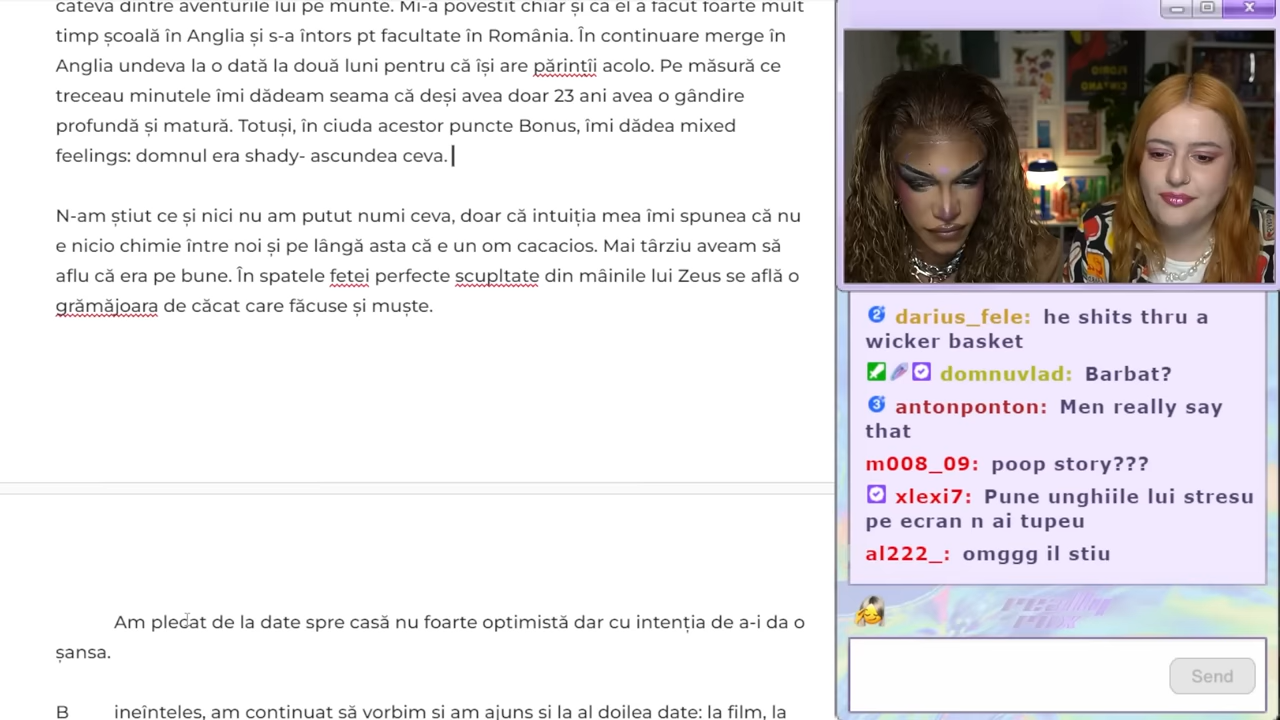 câteva dintre aventurile lui pe munte. Mi-a povestit chiar și că el a făcut foarte mult
timp școală în Anglia și s-a întors pt facultate în România. În continuare merge în
Anglia undeva la o dată la două luni pentru că își are părințîi acolo. Pe măsură ce
treceau minutele îmi dădeam seama că deși avea doar 23 ani avea o gândire
profundă și matură. Totuși, în ciuda acestor puncte Bonus, îmi dădea mixed
feelings: domnul era shady- ascundea ceva.
N-am știut ce și nici nu am putut numi ceva, doar că intuiția mea îmi spunea că nu
e nicio chimie între noi și pe lângă asta că e un om cacacios. Mai târziu aveam să
aflu că era pe bune. În spatele fetei perfecte scupltate din mâinile lui Zeus se află o
grămăjoara de căcat care făcuse și muște.
Am plecat de la date spre casă nu foarte optimistă dar cu intenția de a-i da o
șansa.
B ineînteles, am continuat să vorbim si am ajuns si la al doilea date: la film, la
darius_fele: he shits thru a
wicker basket
domnuvlad: Barbat?
antonponton: Men really say
that
m008_09: poop story???
xlexi7: Pune unghiile lui stresu
pe ecran n ai tupeu
al222_: omggg il stiu
Send